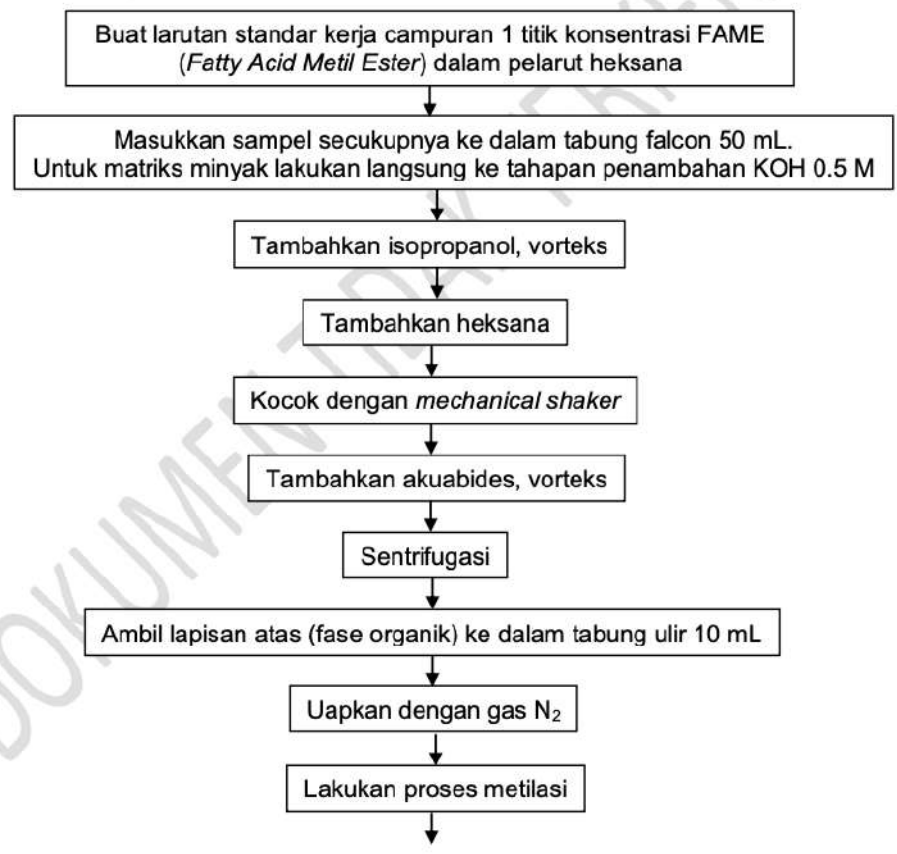 Buat larutan standar kerja campuran 1 titik konsentrasi FAME
(Fatty Acid Metil Ester) dalam pelarut heksana
Masukkan sampel secukupnya ke dalam tabung falcon 50 mL.
Untuk matriks minyak lakukan langsung ke tahapan penambahan KOH 0.5 M
Tambahkan isopropanol, vorteks
Tambahkan heksana
Kocok dengan mechanical shaker
Tambahkan akuabides, vorteks
Sentrifugasi
Ambil lapisan atas (fase organik) ke dalam tabung ulir 10 mL
Uapkan dengan gas N₂
Lakukan proses metilasi
DOKUMEN TIDAK